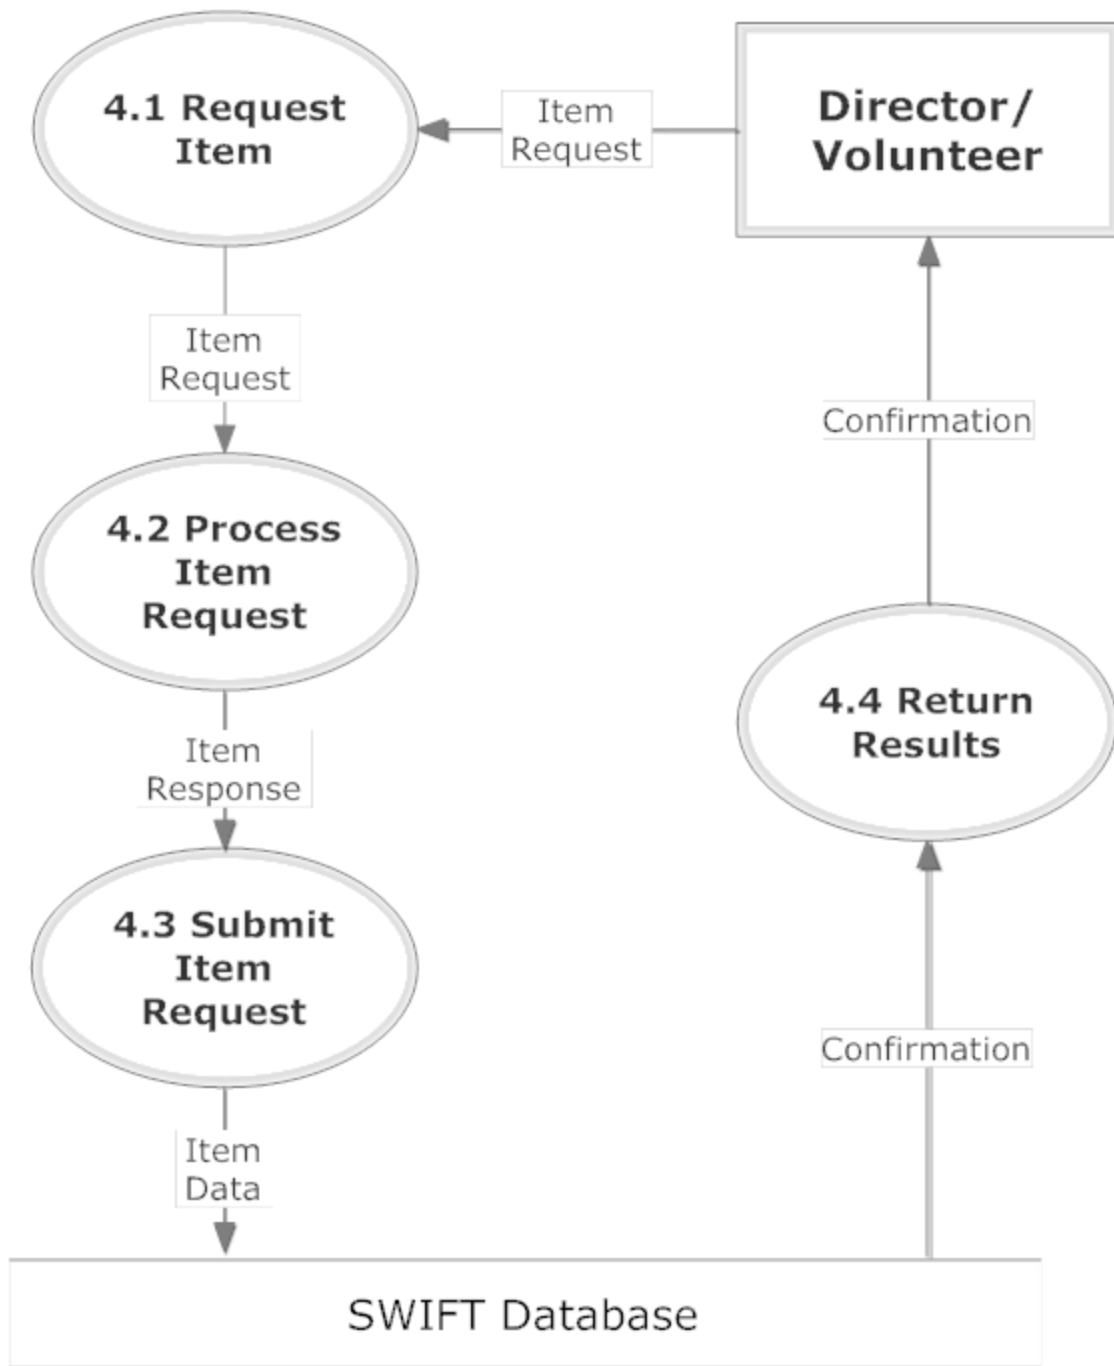 4.1 Request
Item
Item
Request
Director/
Volunteer
Item
Request
Confirmation
4.2 Process
Item
Request
4.4 Return
Results
Item
Response
4.3 Submit
Item
Request
Confirmation
Item
Data
SWIFT Database